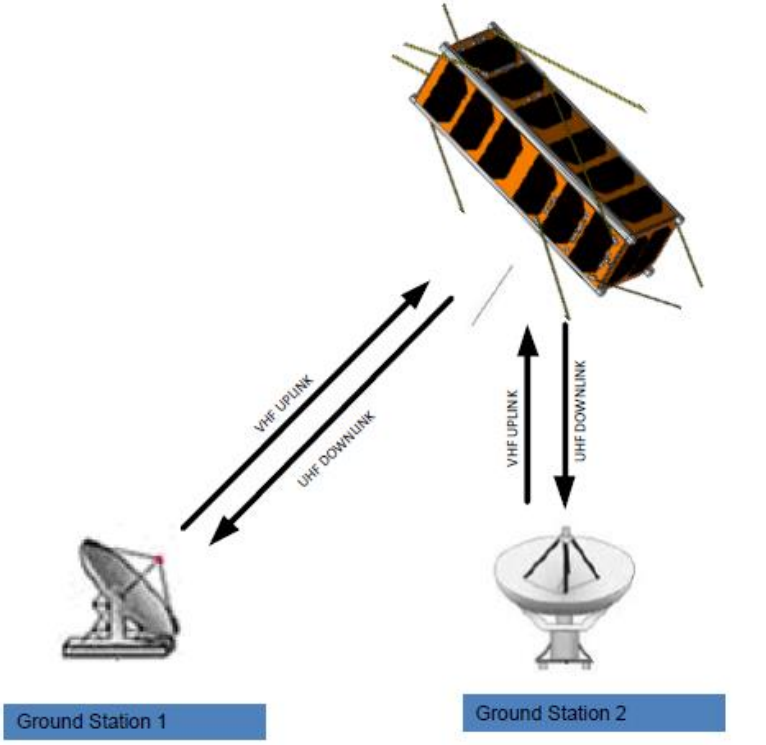 VHF UPLINK
UHF DOWNLINK
VHF UPLINK
UHF DOWNLINK
Ground Station 1
Ground Station 2